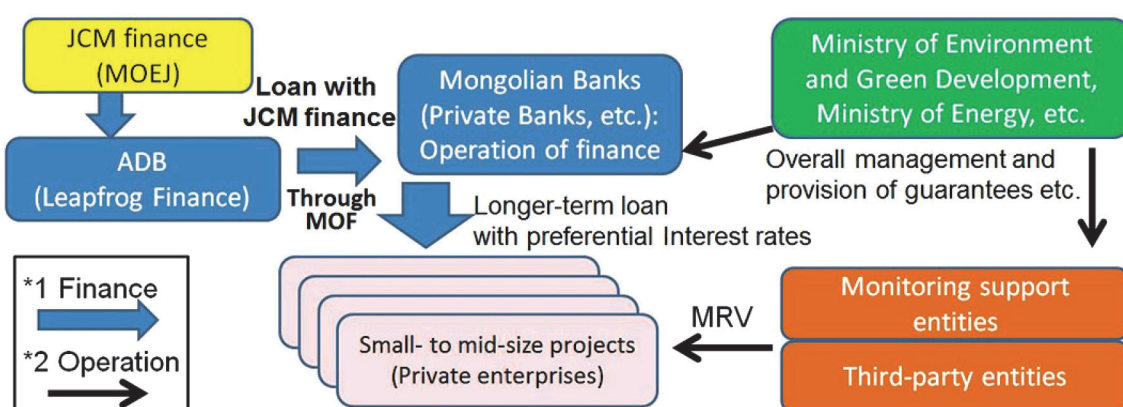 JCM finance
(MOEJ)
Loan with
JCM finance
Through
MOF
ADB
(Leapfrog Finance)
Mongolian Banks
(Private Banks, etc.):
Operation of finance
Ministry of Environment
and Green Development,
Ministry of Energy, etc.
Overall management and
provision of guarantees etc.
Longer-term loan
with preferential Interest rates
*1 Finance
*2 Operation
Small- to mid-size projects
(Private enterprises)
MRV
Monitoring support
entities
Third-party entities